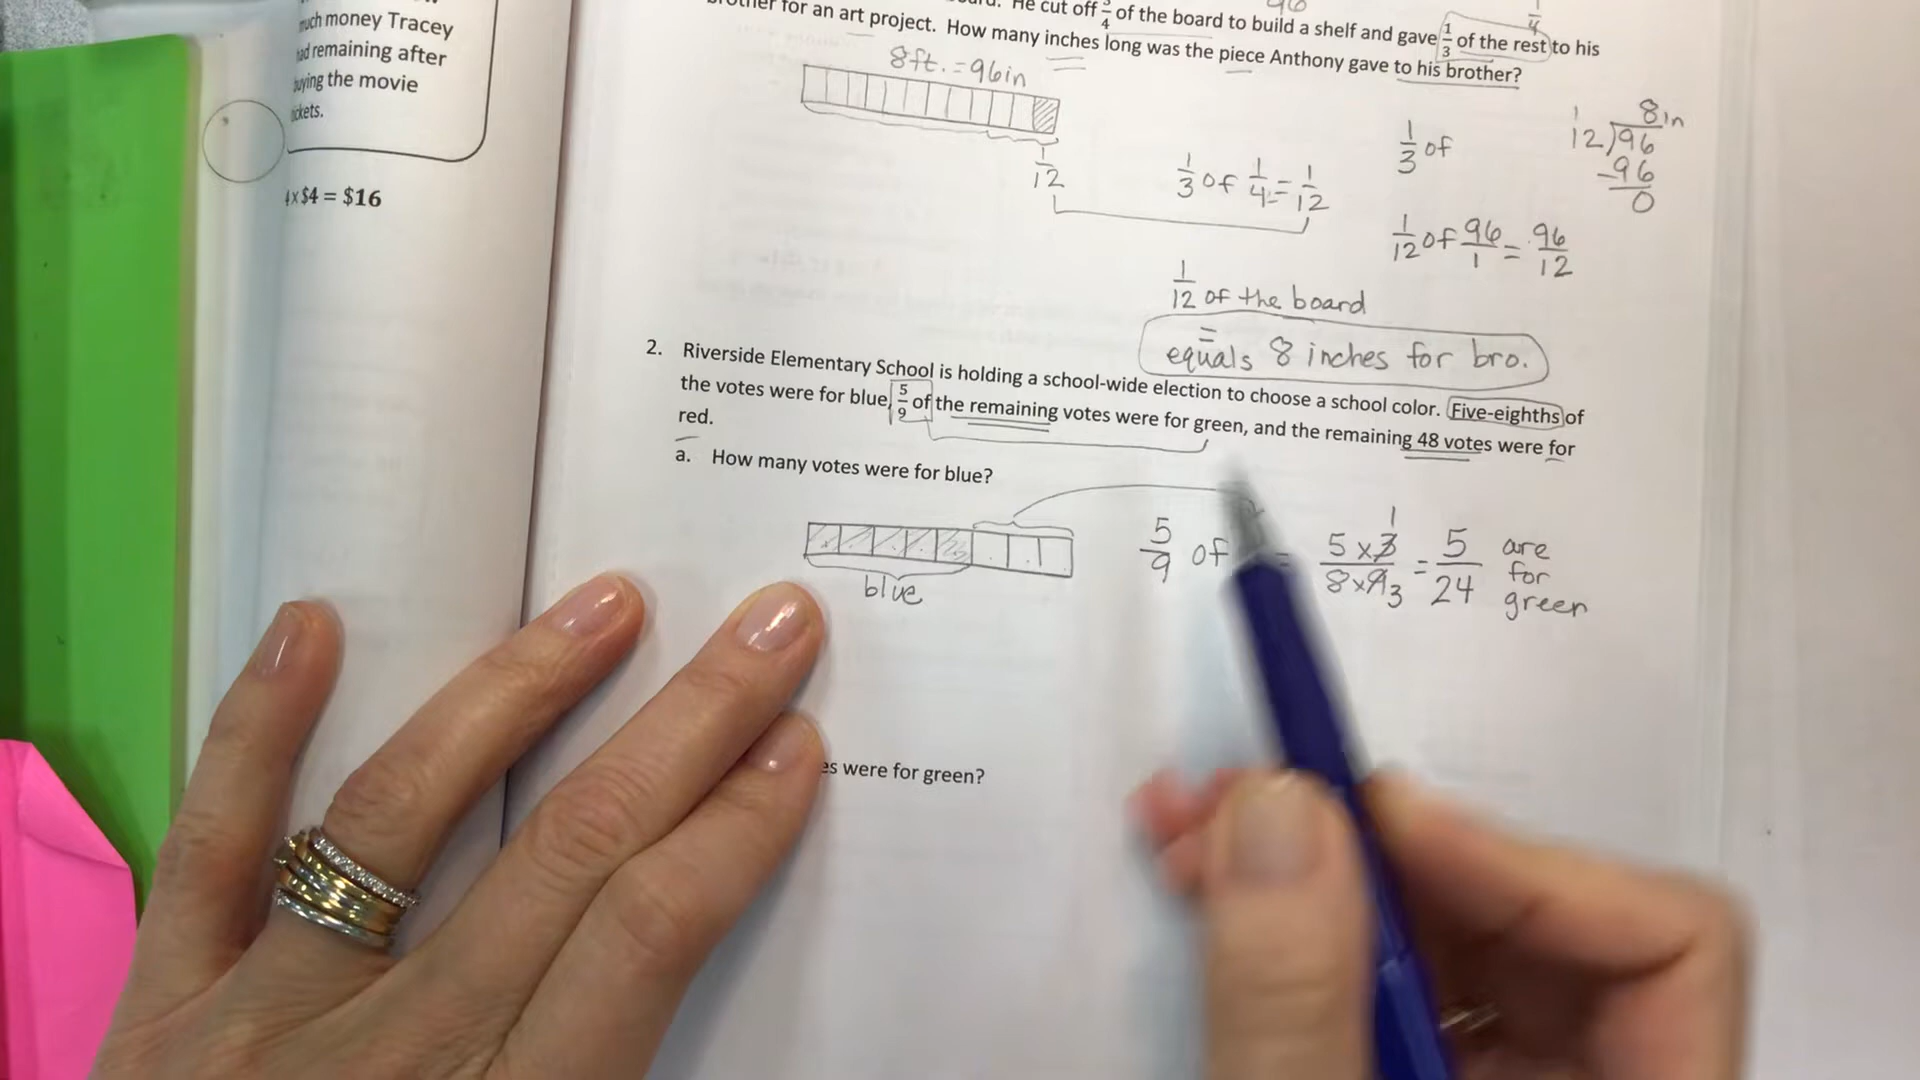 much money Tracey
had remaining after
buying the movie
tickets.
4 x $4 = $16
He cut off 3/4 of the board to build a shelf and gave 1/3 of the rest to his
brother for an art project. How many inches long was the piece Anthony gave to his brother?
96
1/4
8ft. = 96in
1/12
1/3 of 1/4 = 1/12
1/3 of
8in
12)96
-96
0
1/12 of 96/1 = 96/12
1/12 of the board
=
equals 8 inches for bro.
2. Riverside Elementary School is holding a school-wide election to choose a school color. Five-eighths of
the votes were for blue, 5/9 of the remaining votes were for green, and the remaining 48 votes were for
red.
a. How many votes were for blue?
blue
5/9 of = 5 x 3 1 / 8 x 9 3 = 5/24 are for green
were for green?